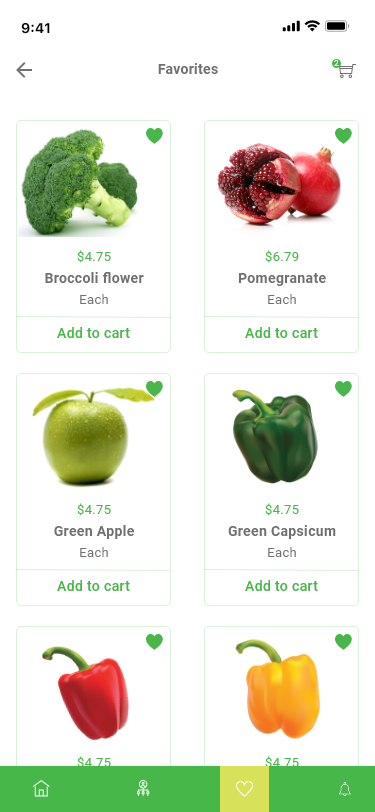 9:41
Favorites
2
$4.75
$6.79
Broccoli flower
Pomegranate
Each
Each
Add to cart
Add to cart
$4.75
$4.75
Green Apple
Green Capsicum
Each
Each
Add to cart
Add to cart
$4.75
$4.75